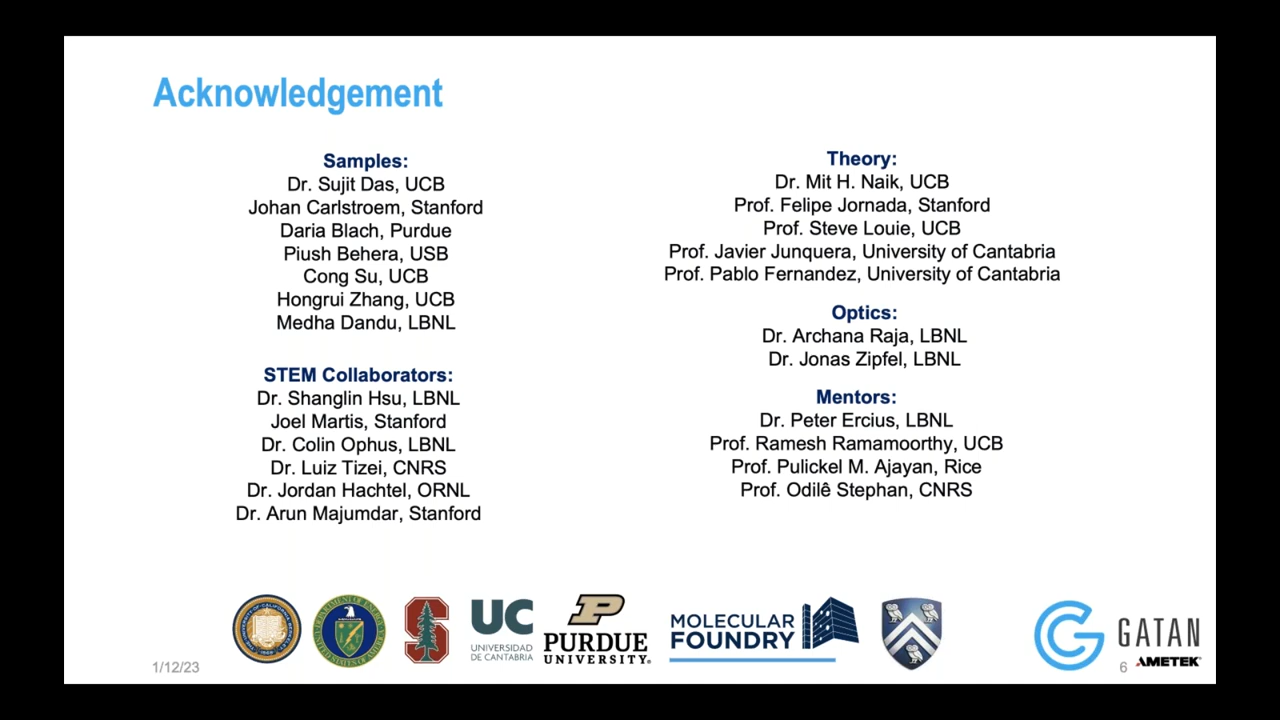 Acknowledgement
Samples:
Dr. Sujit Das, UCB
Johan Carlstroem, Stanford
Daria Blach, Purdue
Piush Behera, USB
Cong Su, UCB
Hongrui Zhang, UCB
Medha Dandu, LBNL
STEM Collaborators:
Dr. Shanglin Hsu, LBNL
Joel Martis, Stanford
Dr. Colin Ophus, LBNL
Dr. Luiz Tizei, CNRS
Dr. Jordan Hachtel, ORNL
Dr. Arun Majumdar, Stanford
Theory:
Dr. Mit H. Naik, UCB
Prof. Felipe Jornada, Stanford
Prof. Steve Louie, UCB
Prof. Javier Junquera, University of Cantabria
Prof. Pablo Fernandez, University of Cantabria
Optics:
Dr. Archana Raja, LBNL
Dr. Jonas Zipfel, LBNL
Mentors:
Dr. Peter Ercius, LBNL
Prof. Ramesh Ramamoorthy, UCB
Prof. Pulickel M. Ajayan, Rice
Prof. Odilê Stephan, CNRS
UC
UNIVERSIDAD
DE CANTABRIA
P
PURDUE
UNIVERSITY.
MOLECULAR
FOUNDRY
GATAN
AMETEK
1/12/23
6